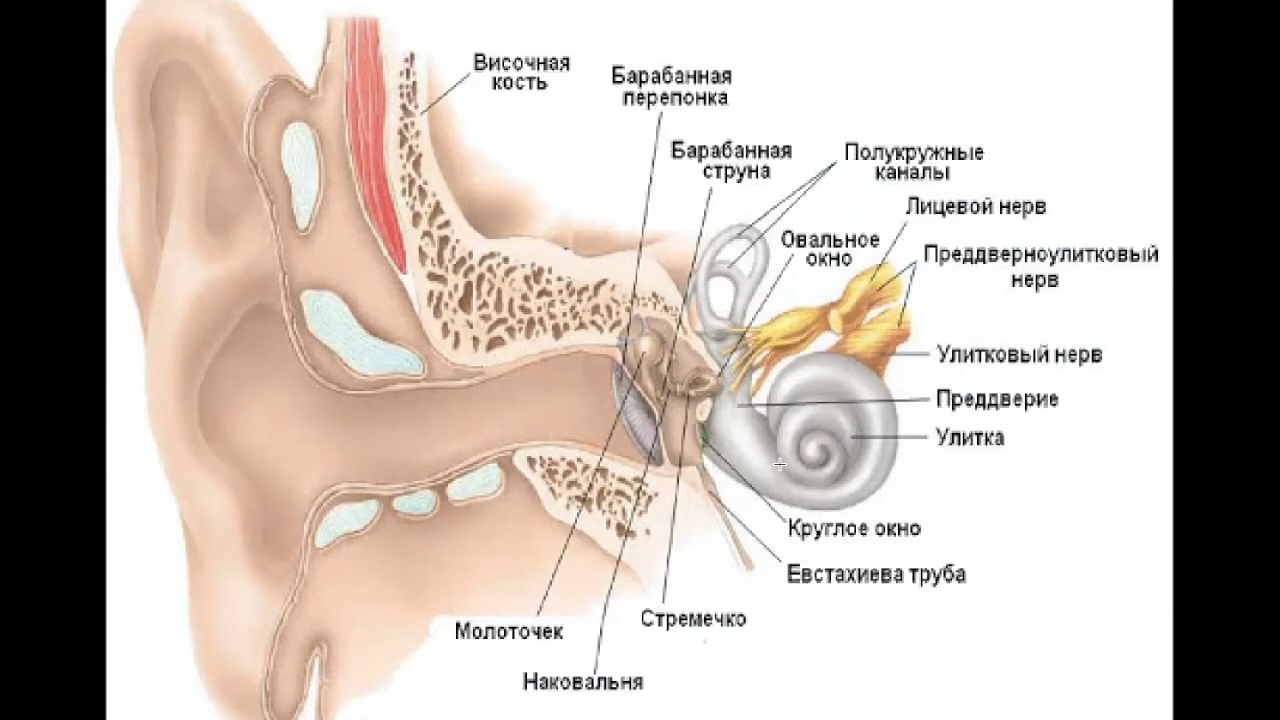 Височная
кость
Барабанная
перепонка
Барабанная
струна
Полукружные
каналы
Лицевой нерв
Овальное
окно
Преддверноулитковый
нерв
Улитковый нерв
Преддверие
Улитка
Круглое окно
Евстахиева труба
Стремечко
Молоточек
Наковальня